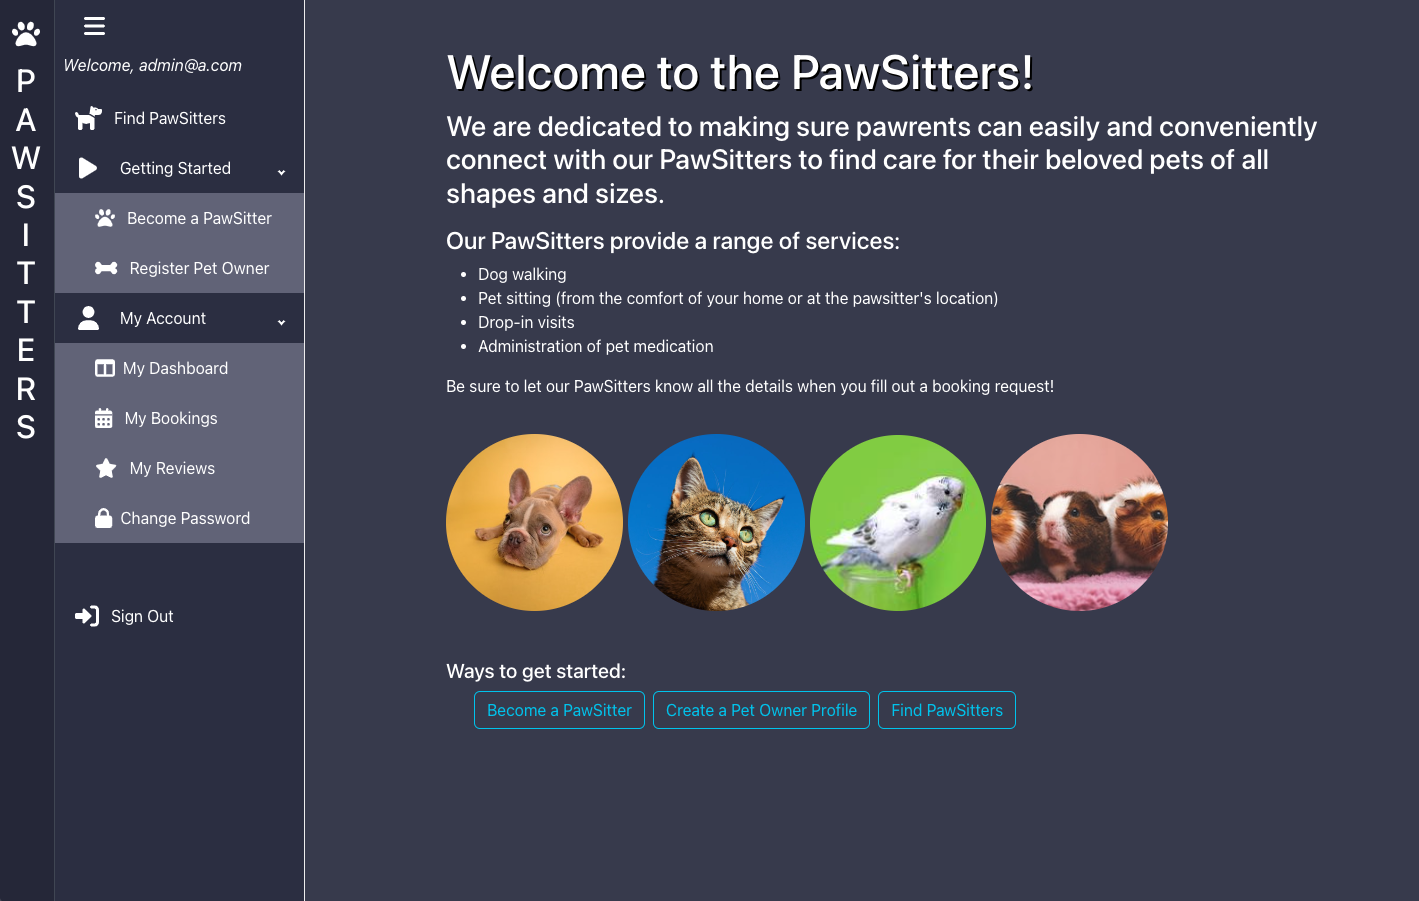 PAWSITTERS
Welcome, admin@a.com
Find PawSitters
Getting Started
Become a PawSitter
Register Pet Owner
My Account
My Dashboard
My Bookings
My Reviews
Change Password
Sign Out
Welcome to the PawSitters!
We are dedicated to making sure pawrents can easily and conveniently
connect with our PawSitters to find care for their beloved pets of all
shapes and sizes.
Our PawSitters provide a range of services:
• Dog walking
• Pet sitting (from the comfort of your home or at the pawsitter's location)
• Drop-in visits
• Administration of pet medication
Be sure to let our PawSitters know all the details when you fill out a booking request!
Ways to get started:
Become a PawSitter Create a Pet Owner Profile Find PawSitters